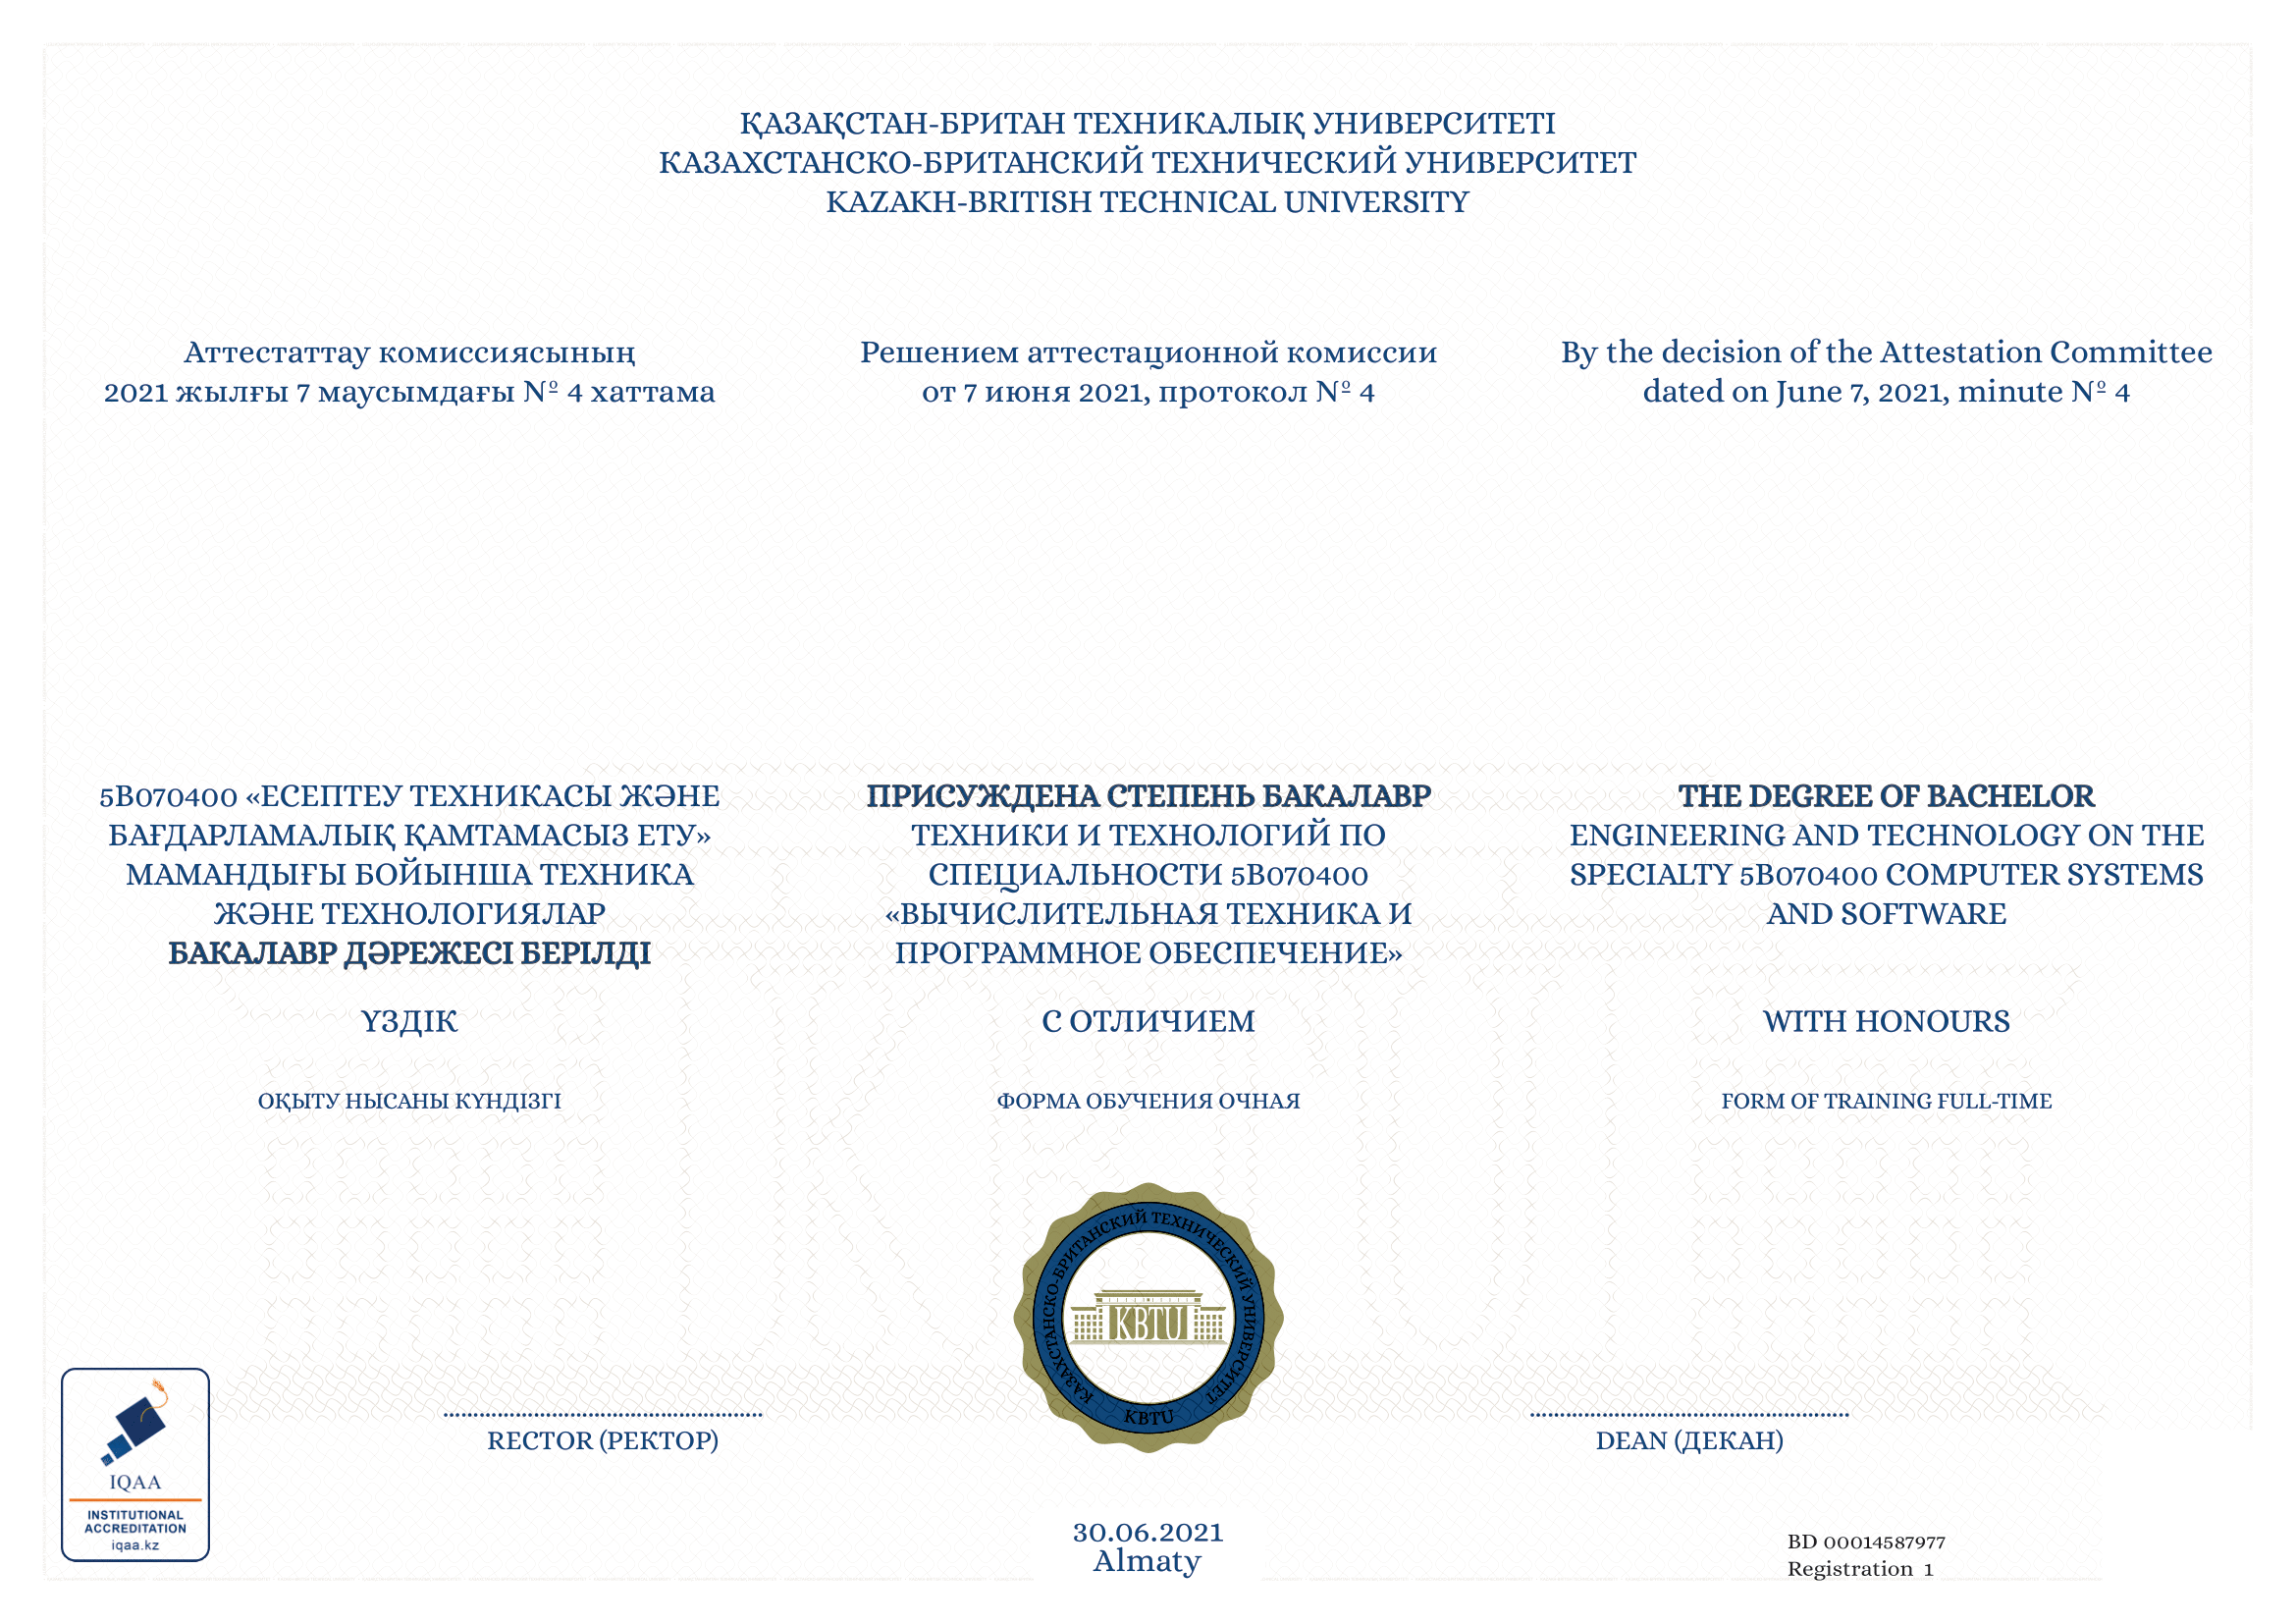 ҚАЗАҚСТАН-БРИТАН ТЕХНИКАЛЫҚ УНИВЕРСИТЕТІ
КАЗАХСТАНСКО-БРИТАНСКИЙ ТЕХНИЧЕСКИЙ УНИВЕРСИТЕТ
KAZAKH-BRITISH TECHNICAL UNIVERSITY
Аттестаттау комиссиясының
2021 жылғы 7 маусымдағы № 4 хаттама
Решением аттестационной комиссии
от 7 июня 2021, протокол № 4
By the decision of the Attestation Committee
dated on June 7, 2021, minute № 4
5B070400 «ЕСЕПТЕУ ТЕХНИКАСЫ ЖӘНЕ
БАҒДАРЛАМАЛЫҚ ҚАМТАМАСЫЗ ЕТУ»
МАМАНДЫҒЫ БОЙЫНША ТЕХНИКА
ЖӘНЕ ТЕХНОЛОГИЯЛАР
БАКАЛАВР ДӘРЕЖЕСІ БЕРІЛДІ
ҮЗДІК
ОҚЫТУ НЫСАНЫ КҮНДІЗГІ
ПРИСУЖДЕНА СТЕПЕНЬ БАКАЛАВР
ТЕХНИКИ И ТЕХНОЛОГИЙ ПО
СПЕЦИАЛЬНОСТИ 5B070400
«ВЫЧИСЛИТЕЛЬНАЯ ТЕХНИКА И
ПРОГРАММНОЕ ОБЕСПЕЧЕНИЕ»
С ОТЛИЧИЕМ
ФОРМА ОБУЧЕНИЯ ОЧНАЯ
THE DEGREE OF BACHELOR
ENGINEERING AND TECHNOLOGY ON THE
SPECIALTY 5B070400 COMPUTER SYSTEMS
AND SOFTWARE
WITH HONOURS
FORM OF TRAINING FULL-TIME
КАЗАХСТАНСКО-БРИТАНСКИЙ ТЕХНИЧЕСКИЙ УНИВЕРСИТЕТ
KBTU
KBTU
RECTOR (РЕКТОР)
DEAN (ДЕКАН)
IQAA
INSTITUTIONAL
ACCREDITATION
iqaa.kz
30.06.2021
Almaty
BD 00014587977
Registration 1